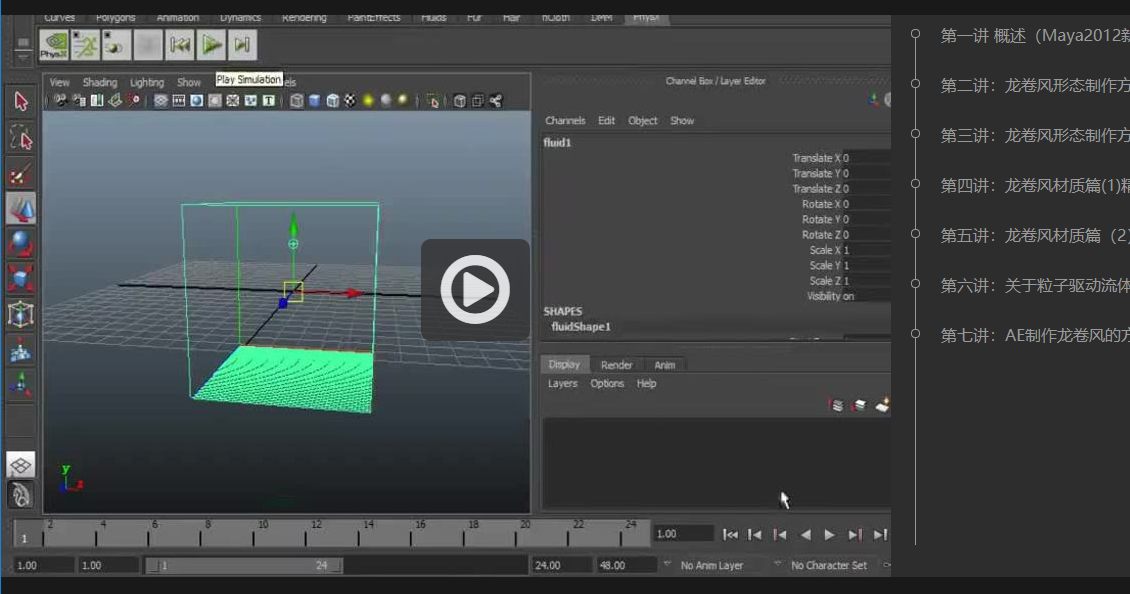 Curves Polygons Animation Dynamics Rendering PaintEffects Fluids Fur Hair nCloth DMM PhysX
PhysX
Play Simulation
View Shading Lighting Show els
T
y
Channel Box / Layer Editor
Channels Edit Object Show
fluid1
Translate X 0
Translate Y 0
Translate Z 0
Rotate X 0
Rotate Y 0
Rotate Z 0
Scale X 1
Scale Y 1
Scale Z 1
Visibility on
SHAPES
fluidShape1
Display Render Anim
Layers Options Help
2 4 6 8 10 12 14 16 18 20 22 24
1
1.00
1.00 1.00 1 24 24.00 48.00 No Anim Layer No Character Set
第一讲 概述（Maya2012新
第二讲：龙卷风形态制作方
第三讲：龙卷风形态制作方
第四讲：龙卷风材质篇(1)精
第五讲：龙卷风材质篇（2）
第六讲：关于粒子驱动流体
第七讲：AE制作龙卷风的方